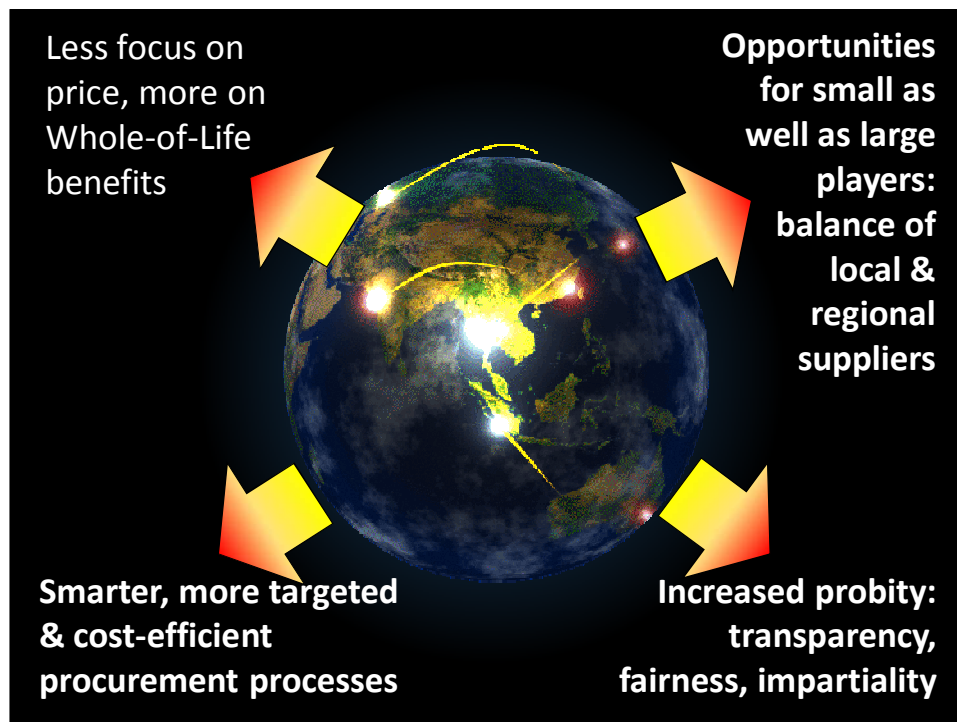 Less focus on
price, more on
Whole-of-Life
benefits
Opportunities
for small as
well as large
players:
balance of
local &
regional
suppliers
Smarter, more targeted
& cost-efficient
procurement processes
Increased probity:
transparency,
fairness, impartiality